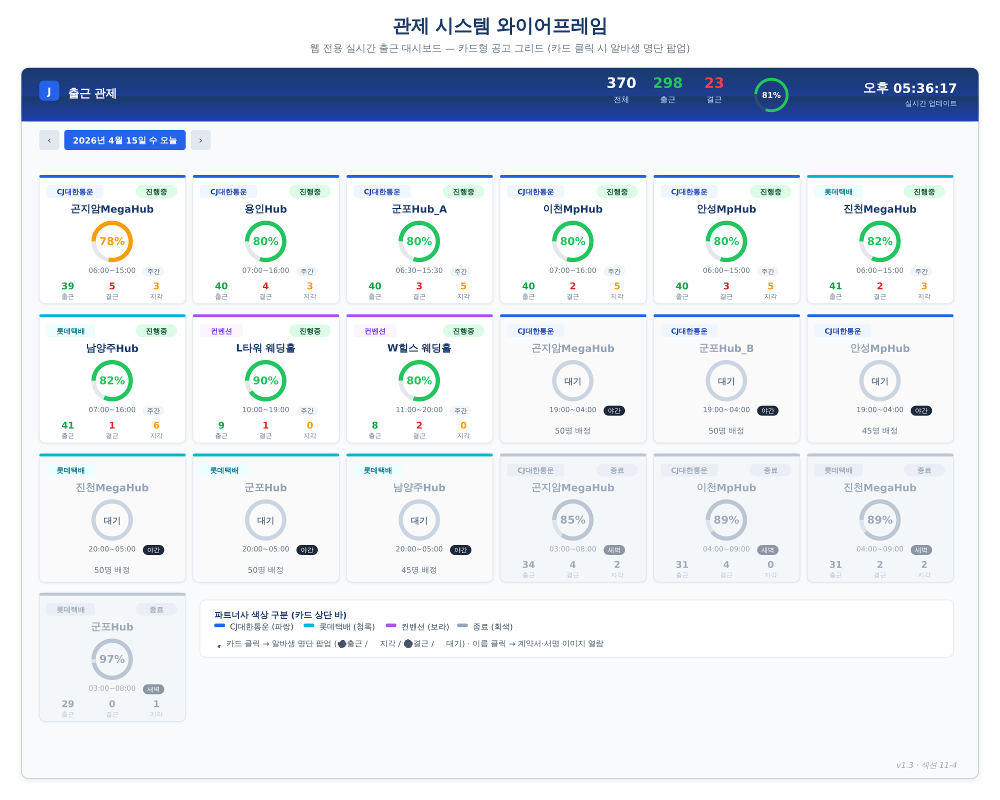 관제 시스템 와이어프레임
웹 전용 실시간 출근 대시보드 — 카드형 공고 그리드 (카드 클릭 시 알바생 명단 팝업)
J 출근 관제
370 298 23
전체 출근 결근
81%
오후 05:36:17
실시간 업데이트
‹ 2026년 4월 15일 수 오늘 ›
CJ대한통운 진행중
곤지암MegaHub
78%
06:00~15:00 주간
39 5 3
출근 결근 지각
CJ대한통운 진행중
용인Hub
80%
07:00~16:00 주간
40 4 3
출근 결근 지각
CJ대한통운 진행중
군포Hub_A
80%
06:30~15:30 주간
40 3 5
출근 결근 지각
CJ대한통운 진행중
이천MpHub
80%
07:00~16:00 주간
40 2 5
출근 결근 지각
CJ대한통운 진행중
안성MpHub
80%
06:00~15:00 주간
40 3 5
출근 결근 지각
롯데택배 진행중
진천MegaHub
82%
06:00~15:00 주간
41 2 3
출근 결근 지각
롯데택배 진행중
남양주Hub
82%
07:00~16:00 주간
41 1 6
출근 결근 지각
컨벤션 진행중
L타워 웨딩홀
90%
10:00~19:00 주간
9 1 0
출근 결근 지각
컨벤션 진행중
W힐스 웨딩홀
80%
11:00~20:00 주간
8 2 0
출근 결근 지각
CJ대한통운
곤지암MegaHub
대기
19:00~04:00 야간
50명 배정
CJ대한통운
군포Hub_B
대기
19:00~04:00 야간
50명 배정
CJ대한통운
안성MpHub
대기
19:00~04:00 야간
45명 배정
롯데택배
진천MegaHub
대기
20:00~05:00 야간
50명 배정
롯데택배
군포Hub
대기
20:00~05:00 야간
50명 배정
롯데택배
남양주Hub
대기
20:00~05:00 야간
45명 배정
CJ대한통운 종료
곤지암MegaHub
85%
03:00~08:00 새벽
34 4 2
출근 결근 지각
CJ대한통운 종료
이천MpHub
89%
04:00~09:00 새벽
31 4 0
출근 결근 지각
롯데택배 종료
진천MegaHub
89%
04:00~09:00 새벽
31 2 2
출근 결근 지각
롯데택배 종료
군포Hub
97%
03:00~08:00 새벽
29 0 1
출근 결근 지각
파트너사 색상 구분 (카드 상단 바)
CJ대한통운 (파랑) 롯데택배 (청록) 컨벤션 (보라) 종료 (회색)
카드 클릭 → 알바생 명단 팝업 (출근 / 지각 / 결근 / 대기) · 이름 클릭 → 계약서·서명 이미지 열람
v1.3 · 섹션 11-4